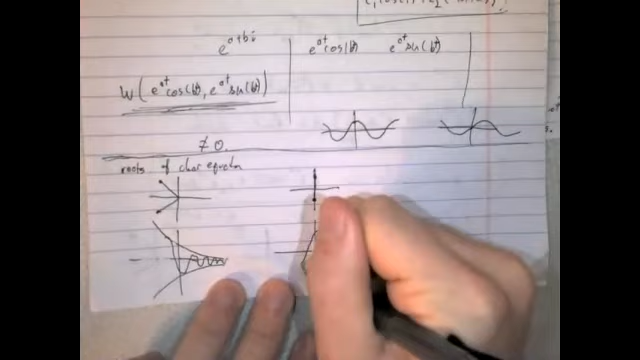 e^{a+bi}
e^{at}cos(bt)   e^{at}sin(bt)
W(e^{at}cos(bt), e^{at}sin(bt))
≠ 0.
roots of char equation